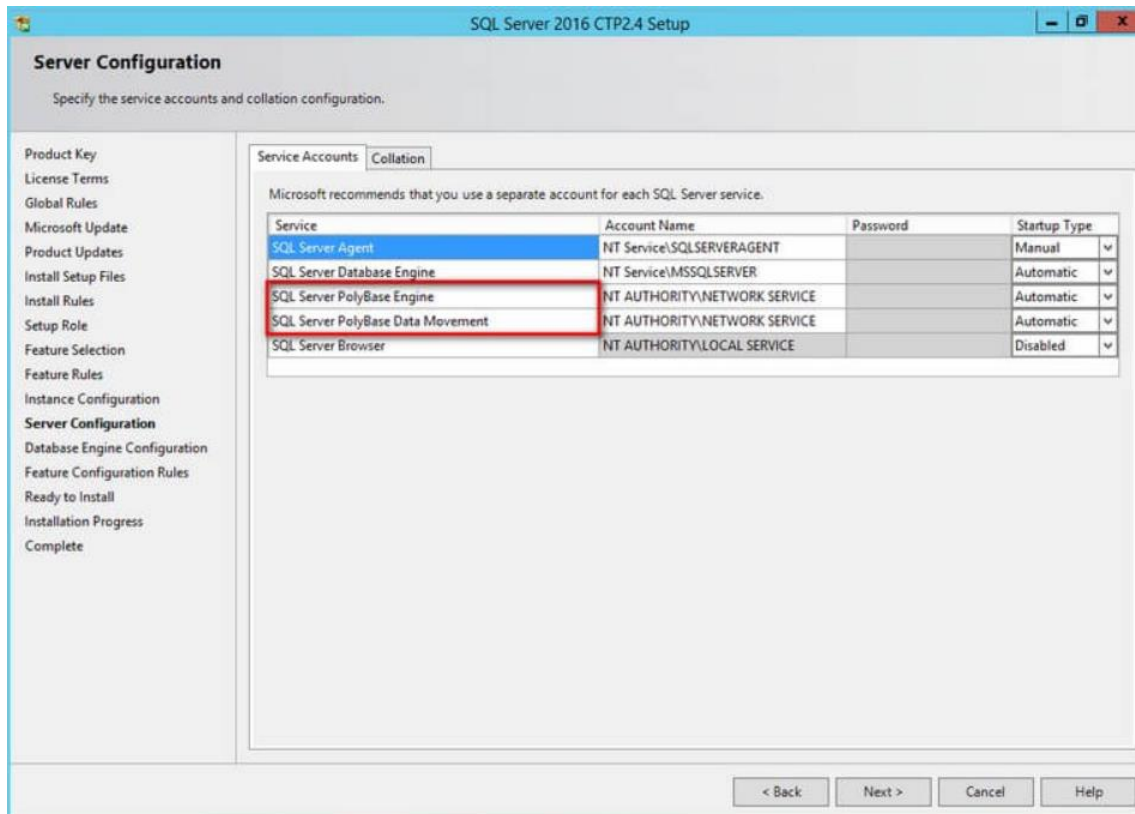 SQL Server 2016 CTP2.4 Setup
Server Configuration
Specify the service accounts and collation configuration.
Product Key
License Terms
Global Rules
Microsoft Update
Product Updates
Install Setup Files
Install Rules
Setup Role
Feature Selection
Feature Rules
Instance Configuration
Server Configuration
Database Engine Configuration
Feature Configuration Rules
Ready to Install
Installation Progress
Complete
Service Accounts Collation
Microsoft recommends that you use a separate account for each SQL Server service.
Service Account Name Password Startup Type
SQL Server Agent NT Service\SQLSERVERAGENT Manual
SQL Server Database Engine NT Service\MSSQLSERVER Automatic
SQL Server PolyBase Engine NT AUTHORITY\NETWORK SERVICE Automatic
SQL Server PolyBase Data Movement NT AUTHORITY\NETWORK SERVICE Automatic
SQL Server Browser NT AUTHORITY\LOCAL SERVICE Disabled
< Back Next > Cancel Help